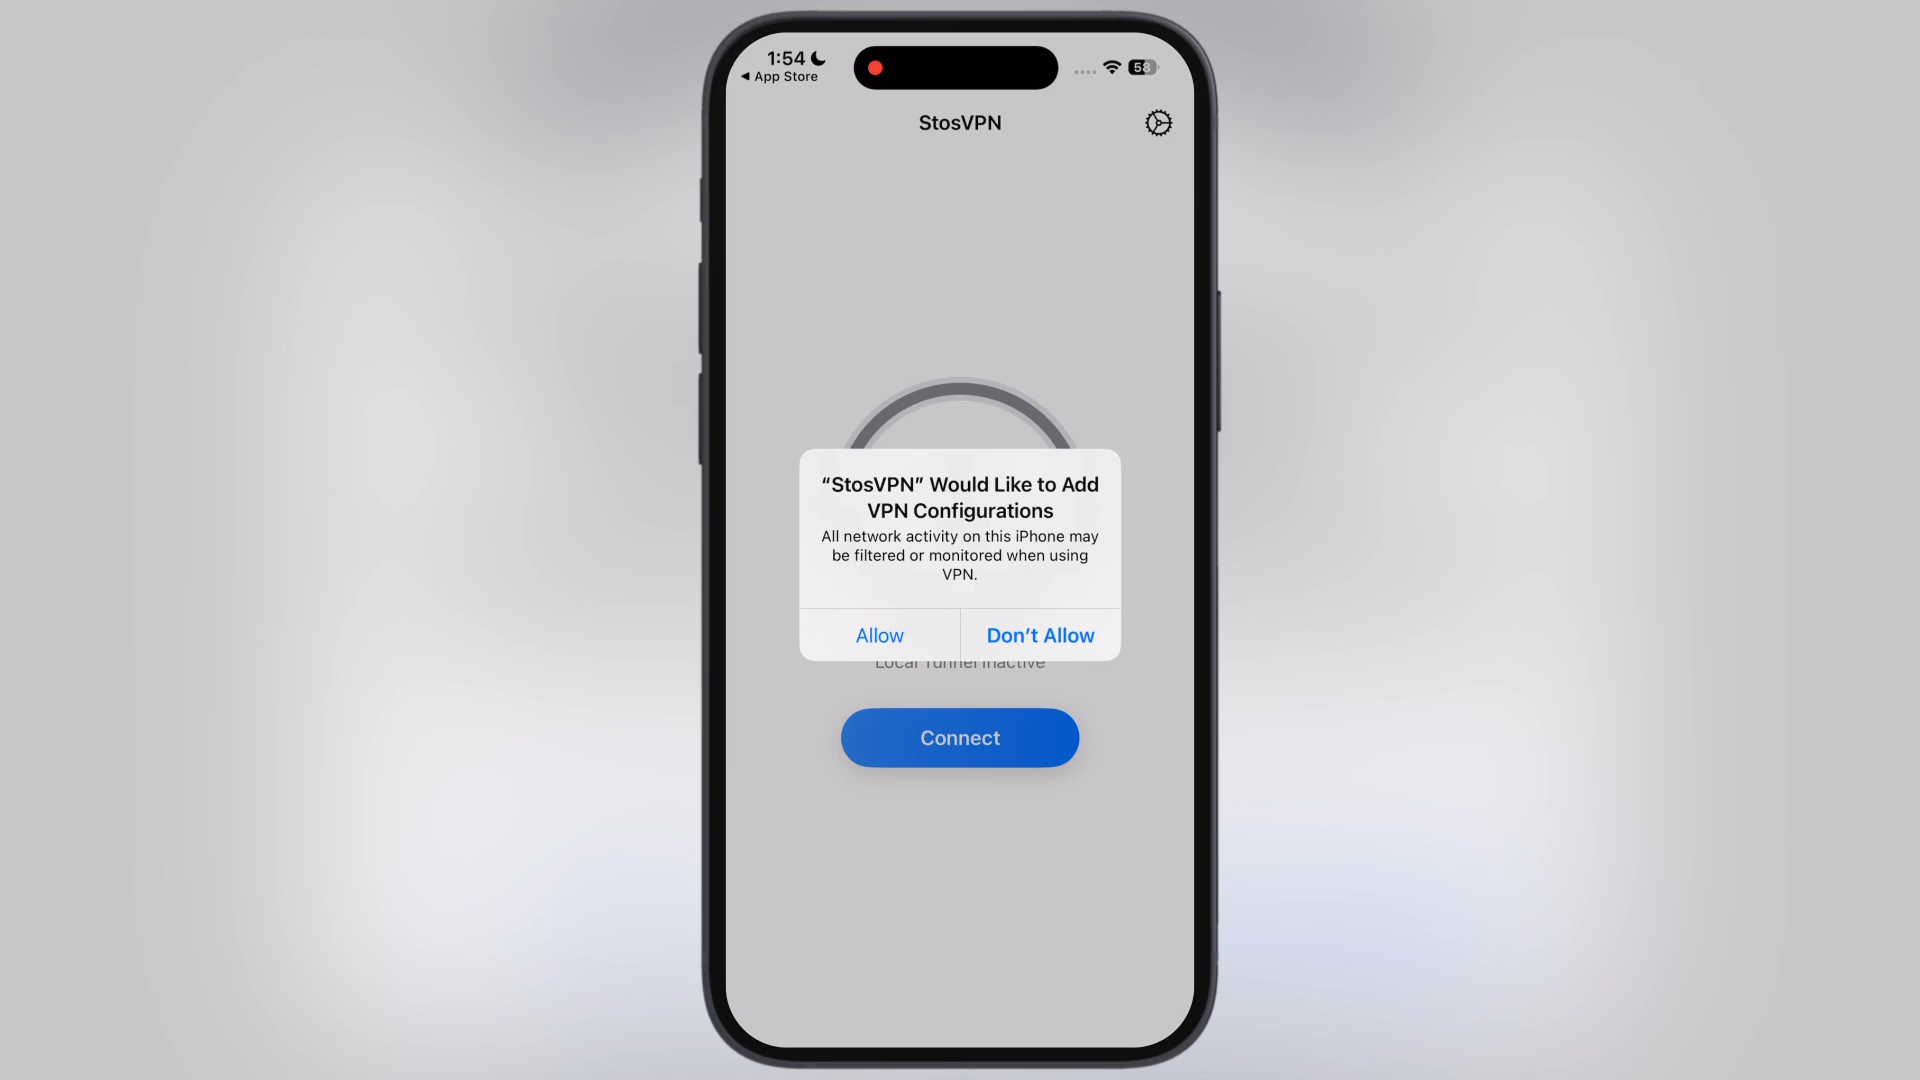 1:54
◀ App Store
58
StosVPN
“StosVPN” Would Like to Add
VPN Configurations
All network activity on this iPhone may
be filtered or monitored when using
VPN.
Allow
Don’t Allow
Local Tunnel Inactive
Connect